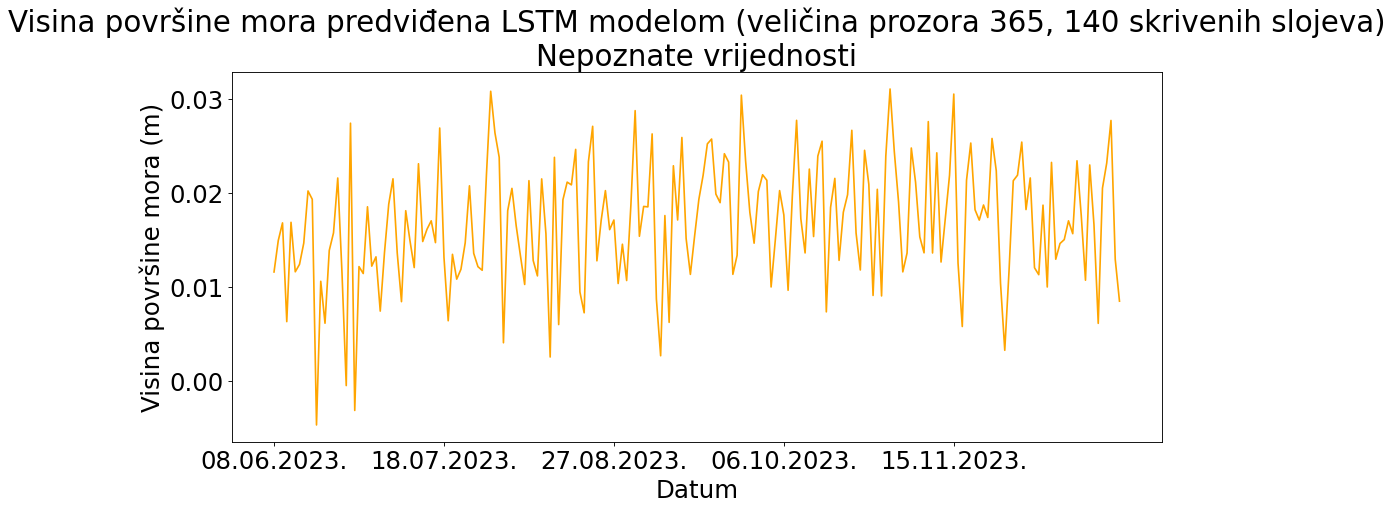 Visina površine mora predviđena LSTM modelom (veličina prozora 365, 140 skrivenih slojeva)
Nepoznate vrijednosti
Visina površine mora (m)
0.03
0.02
0.01
0.00
08.06.2023. 18.07.2023. 27.08.2023. 06.10.2023. 15.11.2023.
Datum